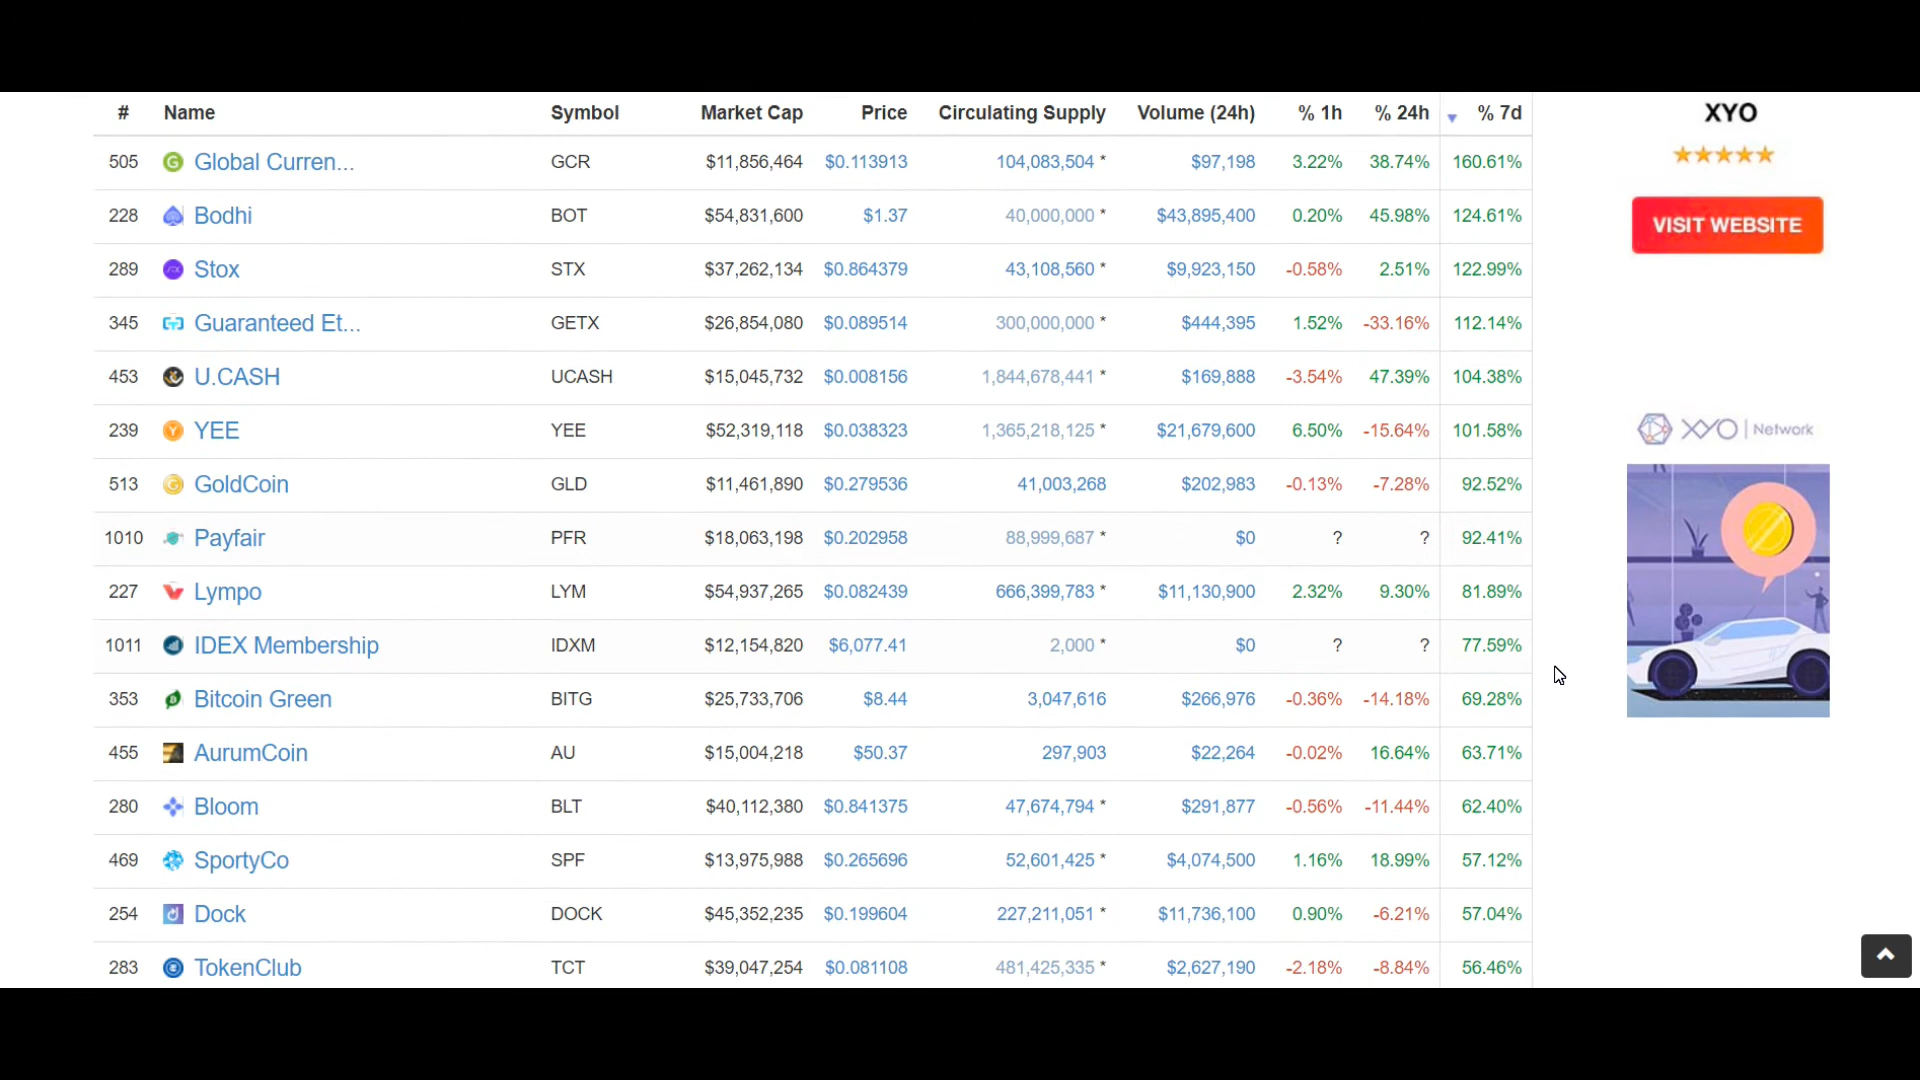 # Name Symbol Market Cap Price Circulating Supply Volume (24h) % 1h % 24h % 7d
505 Global Curren... GCR $11,856,464 $0.113913 104,083,504 * $97,198 3.22% 38.74% 160.61%
228 Bodhi BOT $54,831,600 $1.37 40,000,000 * $43,895,400 0.20% 45.98% 124.61%
289 Stox STX $37,262,134 $0.864379 43,108,560 * $9,923,150 -0.58% 2.51% 122.99%
345 Guaranteed Et... GETX $26,854,080 $0.089514 300,000,000 * $444,395 1.52% -33.16% 112.14%
453 U.CASH UCASH $15,045,732 $0.008156 1,844,678,441 * $169,888 -3.54% 47.39% 104.38%
239 YEE YEE $52,319,118 $0.038323 1,365,218,125 * $21,679,600 6.50% -15.64% 101.58%
513 GoldCoin GLD $11,461,890 $0.279536 41,003,268 $202,983 -0.13% -7.28% 92.52%
1010 Payfair PFR $18,063,198 $0.202958 88,999,687 * $0 ? ? 92.41%
227 Lympo LYM $54,937,265 $0.082439 666,399,783 * $11,130,900 2.32% 9.30% 81.89%
1011 IDEX Membership IDXM $12,154,820 $6,077.41 2,000 * $0 ? ? 77.59%
353 Bitcoin Green BITG $25,733,706 $8.44 3,047,616 $266,976 -0.36% -14.18% 69.28%
455 AurumCoin AU $15,004,218 $50.37 297,903 $22,264 -0.02% 16.64% 63.71%
280 Bloom BLT $40,112,380 $0.841375 47,674,794 * $291,877 -0.56% -11.44% 62.40%
469 SportyCo SPF $13,975,988 $0.265696 52,601,425 * $4,074,500 1.16% 18.99% 57.12%
254 Dock DOCK $45,352,235 $0.199604 227,211,051 * $11,736,100 0.90% -6.21% 57.04%
283 TokenClub TCT $39,047,254 $0.081108 481,425,335 * $2,627,190 -2.18% -8.84% 56.46%
XYO
VISIT WEBSITE
XYO | Network